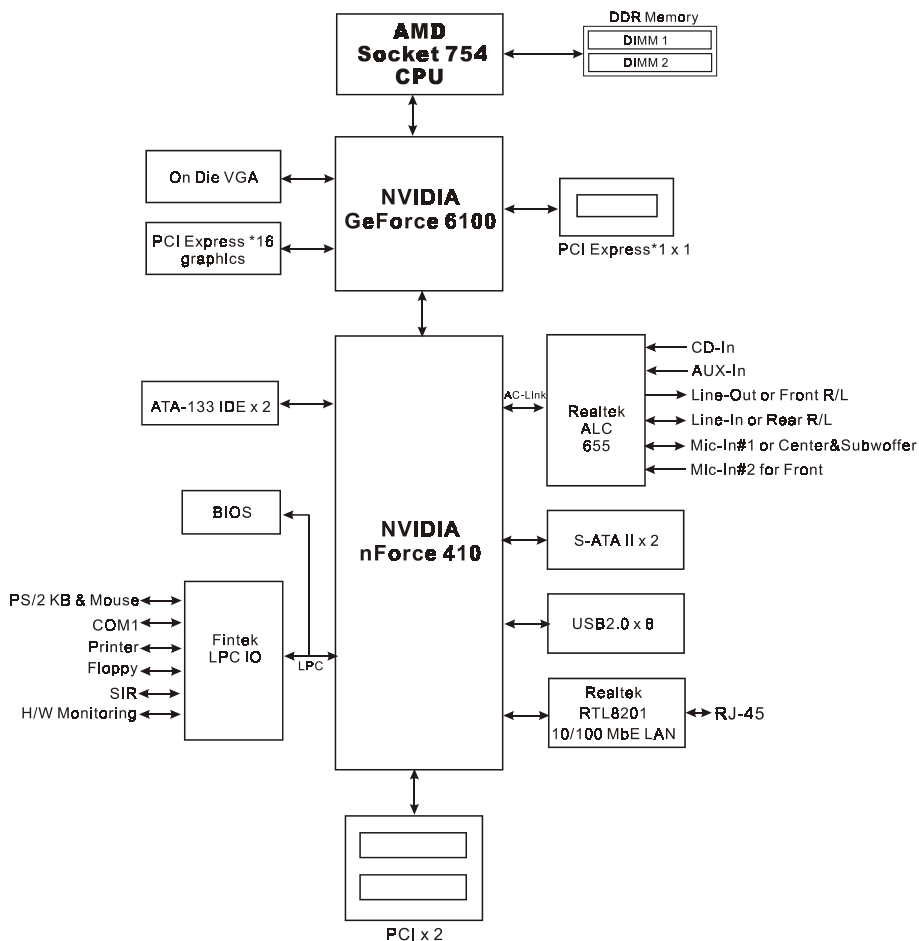 AMD
Socket 754
CPU
DDR Memory
DIMM 1
DIMM 2
On Die VGA
NVIDIA
GeForce 6100
PCI Express *16
graphics
PCI Express*1 x 1
ATA-133 IDE x 2
AC-Link
Realtek
ALC
655
CD-In
AUX-In
Line-Out or Front R/L
Line-In or Rear R/L
Mic-In#1 or Center&Subwoffer
Mic-In#2 for Front
BIOS
NVIDIA
nForce 410
S-ATA II x 2
PS/2 KB & Mouse
COM1
Printer
Floppy
SIR
H/W Monitoring
Fintek
LPC IO
LPC
USB2.0 x 8
Realtek
RTL8201
10/100 MbE LAN
RJ-45
PCI x 2